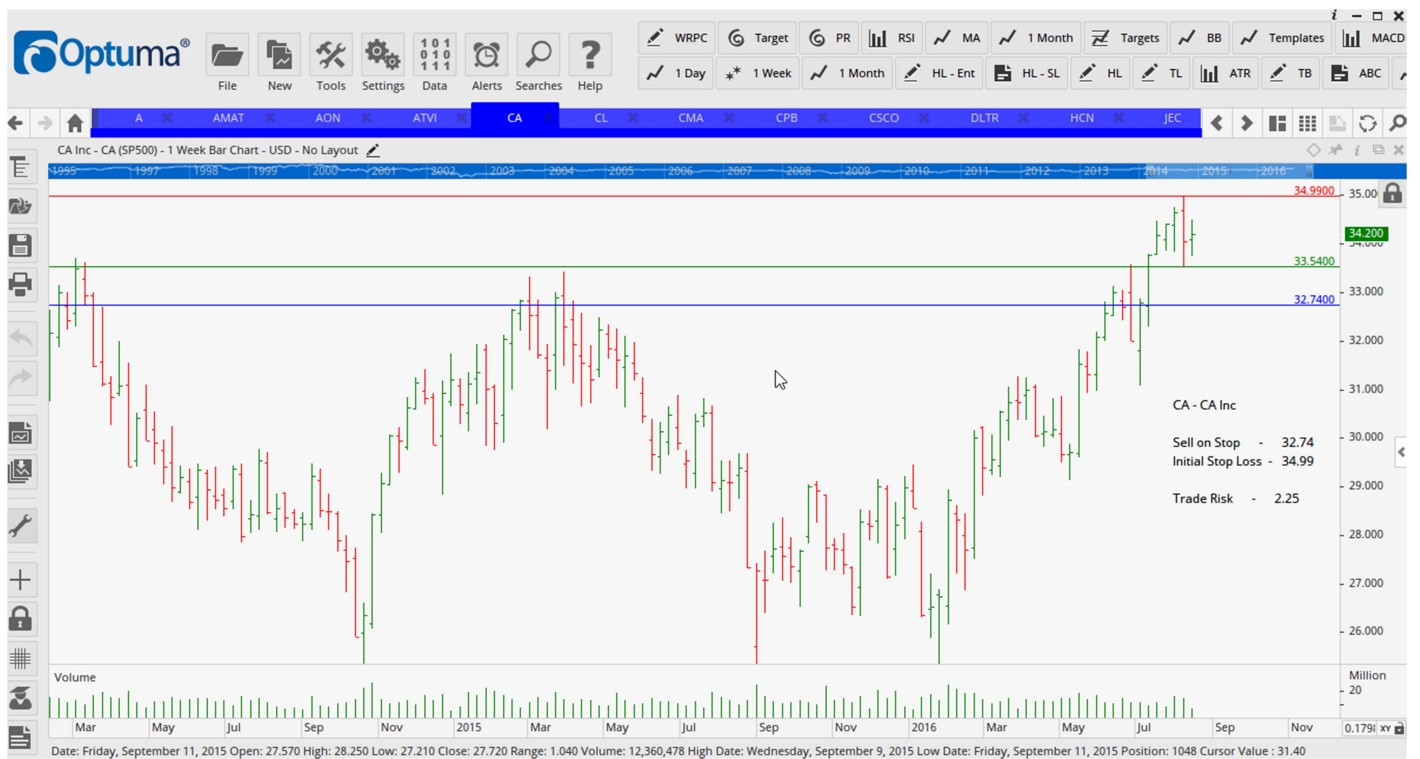 i
Optuma®
File New Tools Settings Data Alerts Searches Help
101
010
111
WRPC Target PR RSI MA 1 Month Targets BB Templates MACD
1 Day 1 Week 1 Month HL - Ent HL - SL HL TL ATR TB ABC
A AMAT AON ATVI CA CL CMA CPB CSCO DLTR HCN JEC
CA Inc - CA (SP500) - 1 Week Bar Chart - USD - No Layout
1995 1997 1998 1999 2000 2001 2002 2003 2004 2005 2006 2007 2008 2009 2010 2011 2012 2013 2014 2015 2016
34.9900
35.00
34.200
34.000
33.5400
33.000
32.7400
32.000
31.000
CA - CA Inc
30.000
Sell on Stop - 32.74
Initial Stop Loss - 34.99
29.000
Trade Risk - 2.25
28.000
27.000
26.000
Volume
Million
20
Mar May Jul Sep Nov 2015 Mar May Jul Sep Nov 2016 Mar May Jul Sep Nov
XY
Date: Friday, September 11, 2015 Open: 27.570 High: 28.250 Low: 27.210 Close: 27.720 Range: 1.040 Volume: 12,360,478 High Date: Wednesday, September 9, 2015 Low Date: Friday, September 11, 2015 Position: 1048 Cursor Value : 31.40